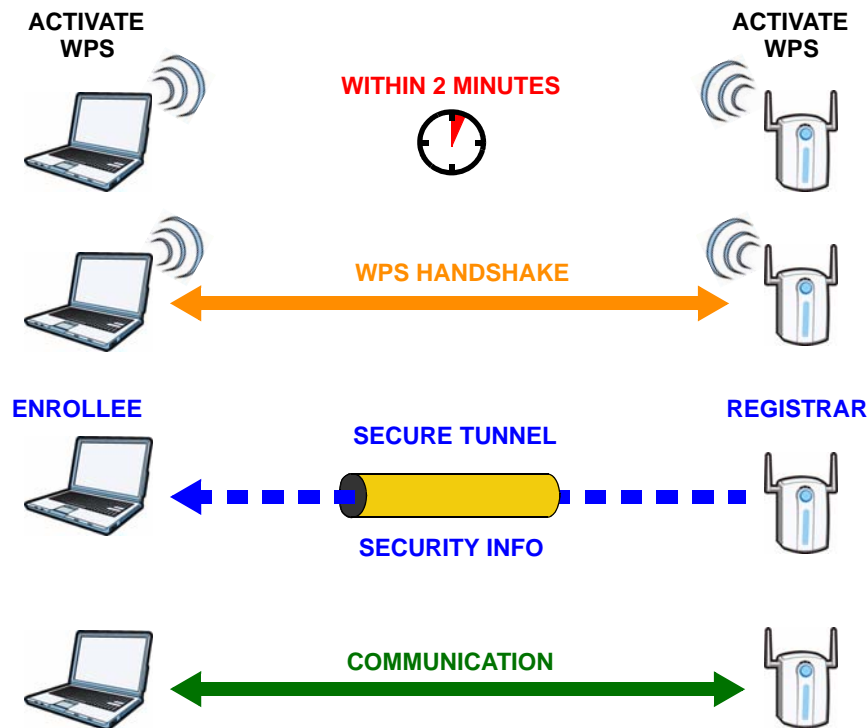 ACTIVATE
WPS
ACTIVATE
WPS
WITHIN 2 MINUTES
WPS HANDSHAKE
ENROLLEE
REGISTRAR
SECURE TUNNEL
SECURITY INFO
COMMUNICATION